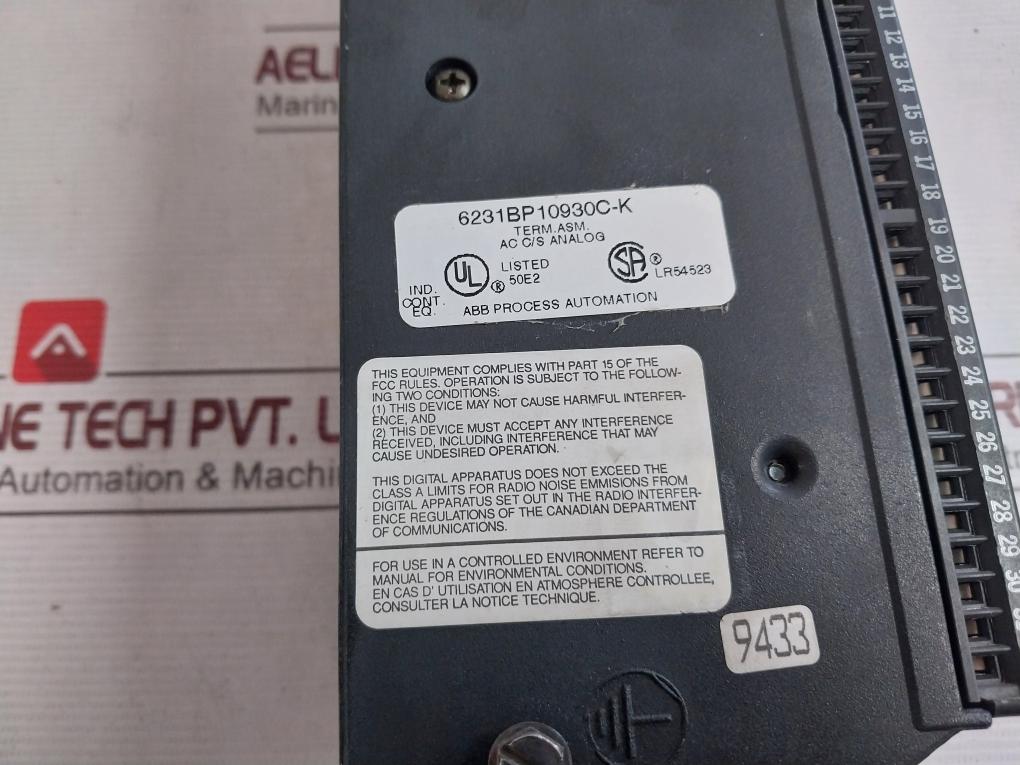 AEL
Marin
6231BP10930C-K
TERM.ASM.
AC C/S ANALOG
UL ® LISTED
50E2
SA ® LR54523
IND.
CONT.
EQ.
ABB PROCESS AUTOMATION
THIS EQUIPMENT COMPLIES WITH PART 15 OF THE
FCC RULES. OPERATION IS SUBJECT TO THE FOLLOW-
ING TWO CONDITIONS:
(1) THIS DEVICE MAY NOT CAUSE HARMFUL INTERFER-
ENCE, AND
(2) THIS DEVICE MUST ACCEPT ANY INTERFERENCE
RECEIVED, INCLUDING INTERFERENCE THAT MAY
CAUSE UNDESIRED OPERATION.
THIS DIGITAL APPARATUS DOES NOT EXCEED THE
CLASS A LIMITS FOR RADIO NOISE EMMISIONS FROM
DIGITAL APPARATUS SET OUT IN THE RADIO INTERFER-
ENCE REGULATIONS OF THE CANADIAN DEPARTMENT
OF COMMUNICATIONS.
FOR USE IN A CONTROLLED ENVIRONMENT REFER TO
MANUAL FOR ENVIRONMENTAL CONDITIONS.
EN CAS D' UTILISATION EN ATMOSPHERE CONTROLLEE,
CONSULTER LA NOTICE TECHNIQUE.
9433
NE TECH PVT.
Automation & Machi
11
12
13
14
15
16
17
18
19
20
21
22
23
24
25
26
27
28
29
30